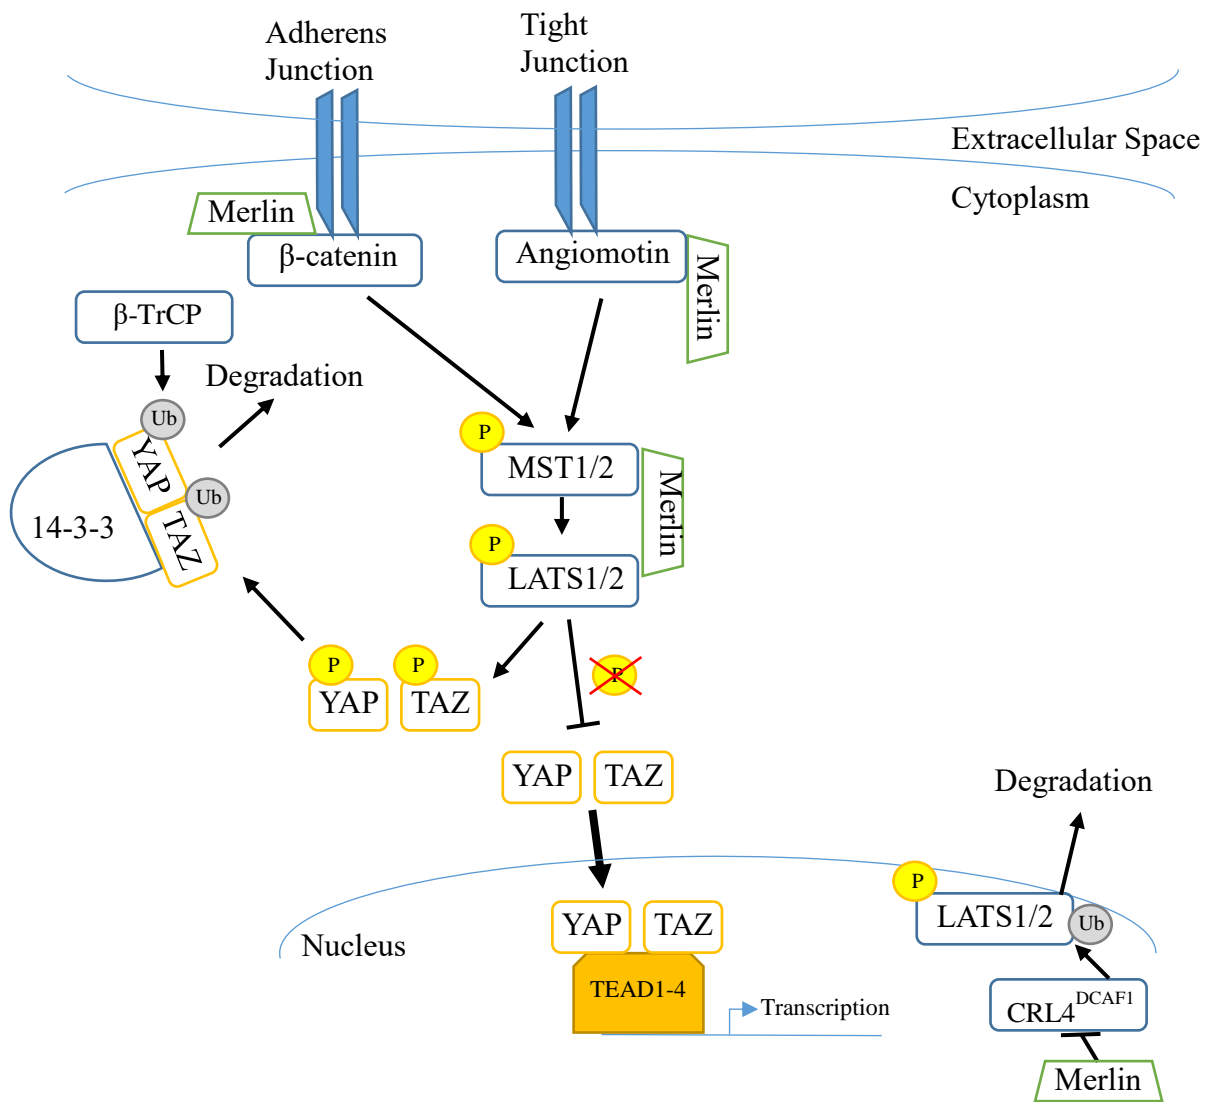 Adherens
Junction
Tight
Junction
Extracellular Space
Cytoplasm
Merlin
β-catenin
Angiomotin
Merlin
β-TrCP
Degradation
Ub
YAP
Ub
TAZ
14-3-3
P
MST1/2
Merlin
P
LATS1/2
P
YAP
P
TAZ
P
YAP
TAZ
Degradation
P
LATS1/2
Ub
Nucleus
YAP
TAZ
TEAD1-4
Transcription
CRL4DCAF1
Merlin